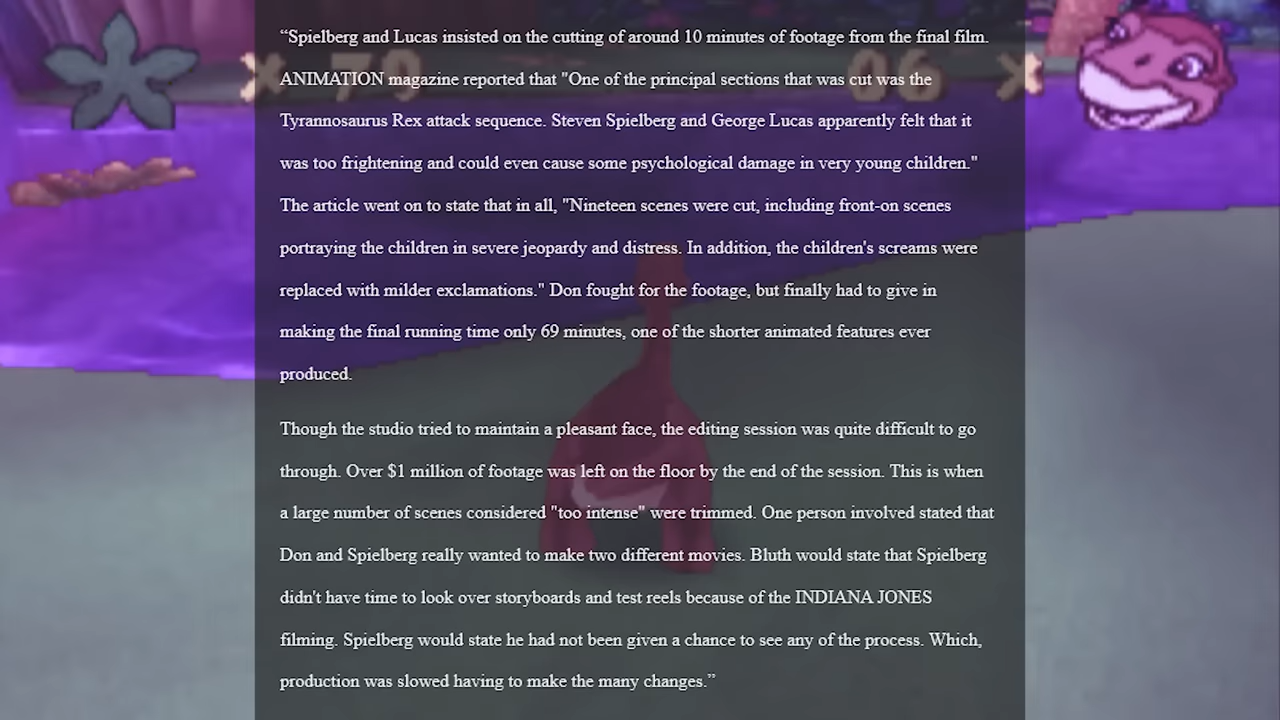 × 79
06 ×
“Spielberg and Lucas insisted on the cutting of around 10 minutes of footage from the final film.
ANIMATION magazine reported that "One of the principal sections that was cut was the
Tyrannosaurus Rex attack sequence. Steven Spielberg and George Lucas apparently felt that it
was too frightening and could even cause some psychological damage in very young children."
The article went on to state that in all, "Nineteen scenes were cut, including front-on scenes
portraying the children in severe jeopardy and distress. In addition, the children's screams were
replaced with milder exclamations." Don fought for the footage, but finally had to give in
making the final running time only 69 minutes, one of the shorter animated features ever
produced.
Though the studio tried to maintain a pleasant face, the editing session was quite difficult to go
through. Over $1 million of footage was left on the floor by the end of the session. This is when
a large number of scenes considered "too intense" were trimmed. One person involved stated that
Don and Spielberg really wanted to make two different movies. Bluth would state that Spielberg
didn't have time to look over storyboards and test reels because of the INDIANA JONES
filming. Spielberg would state he had not been given a chance to see any of the process. Which,
production was slowed having to make the many changes.”